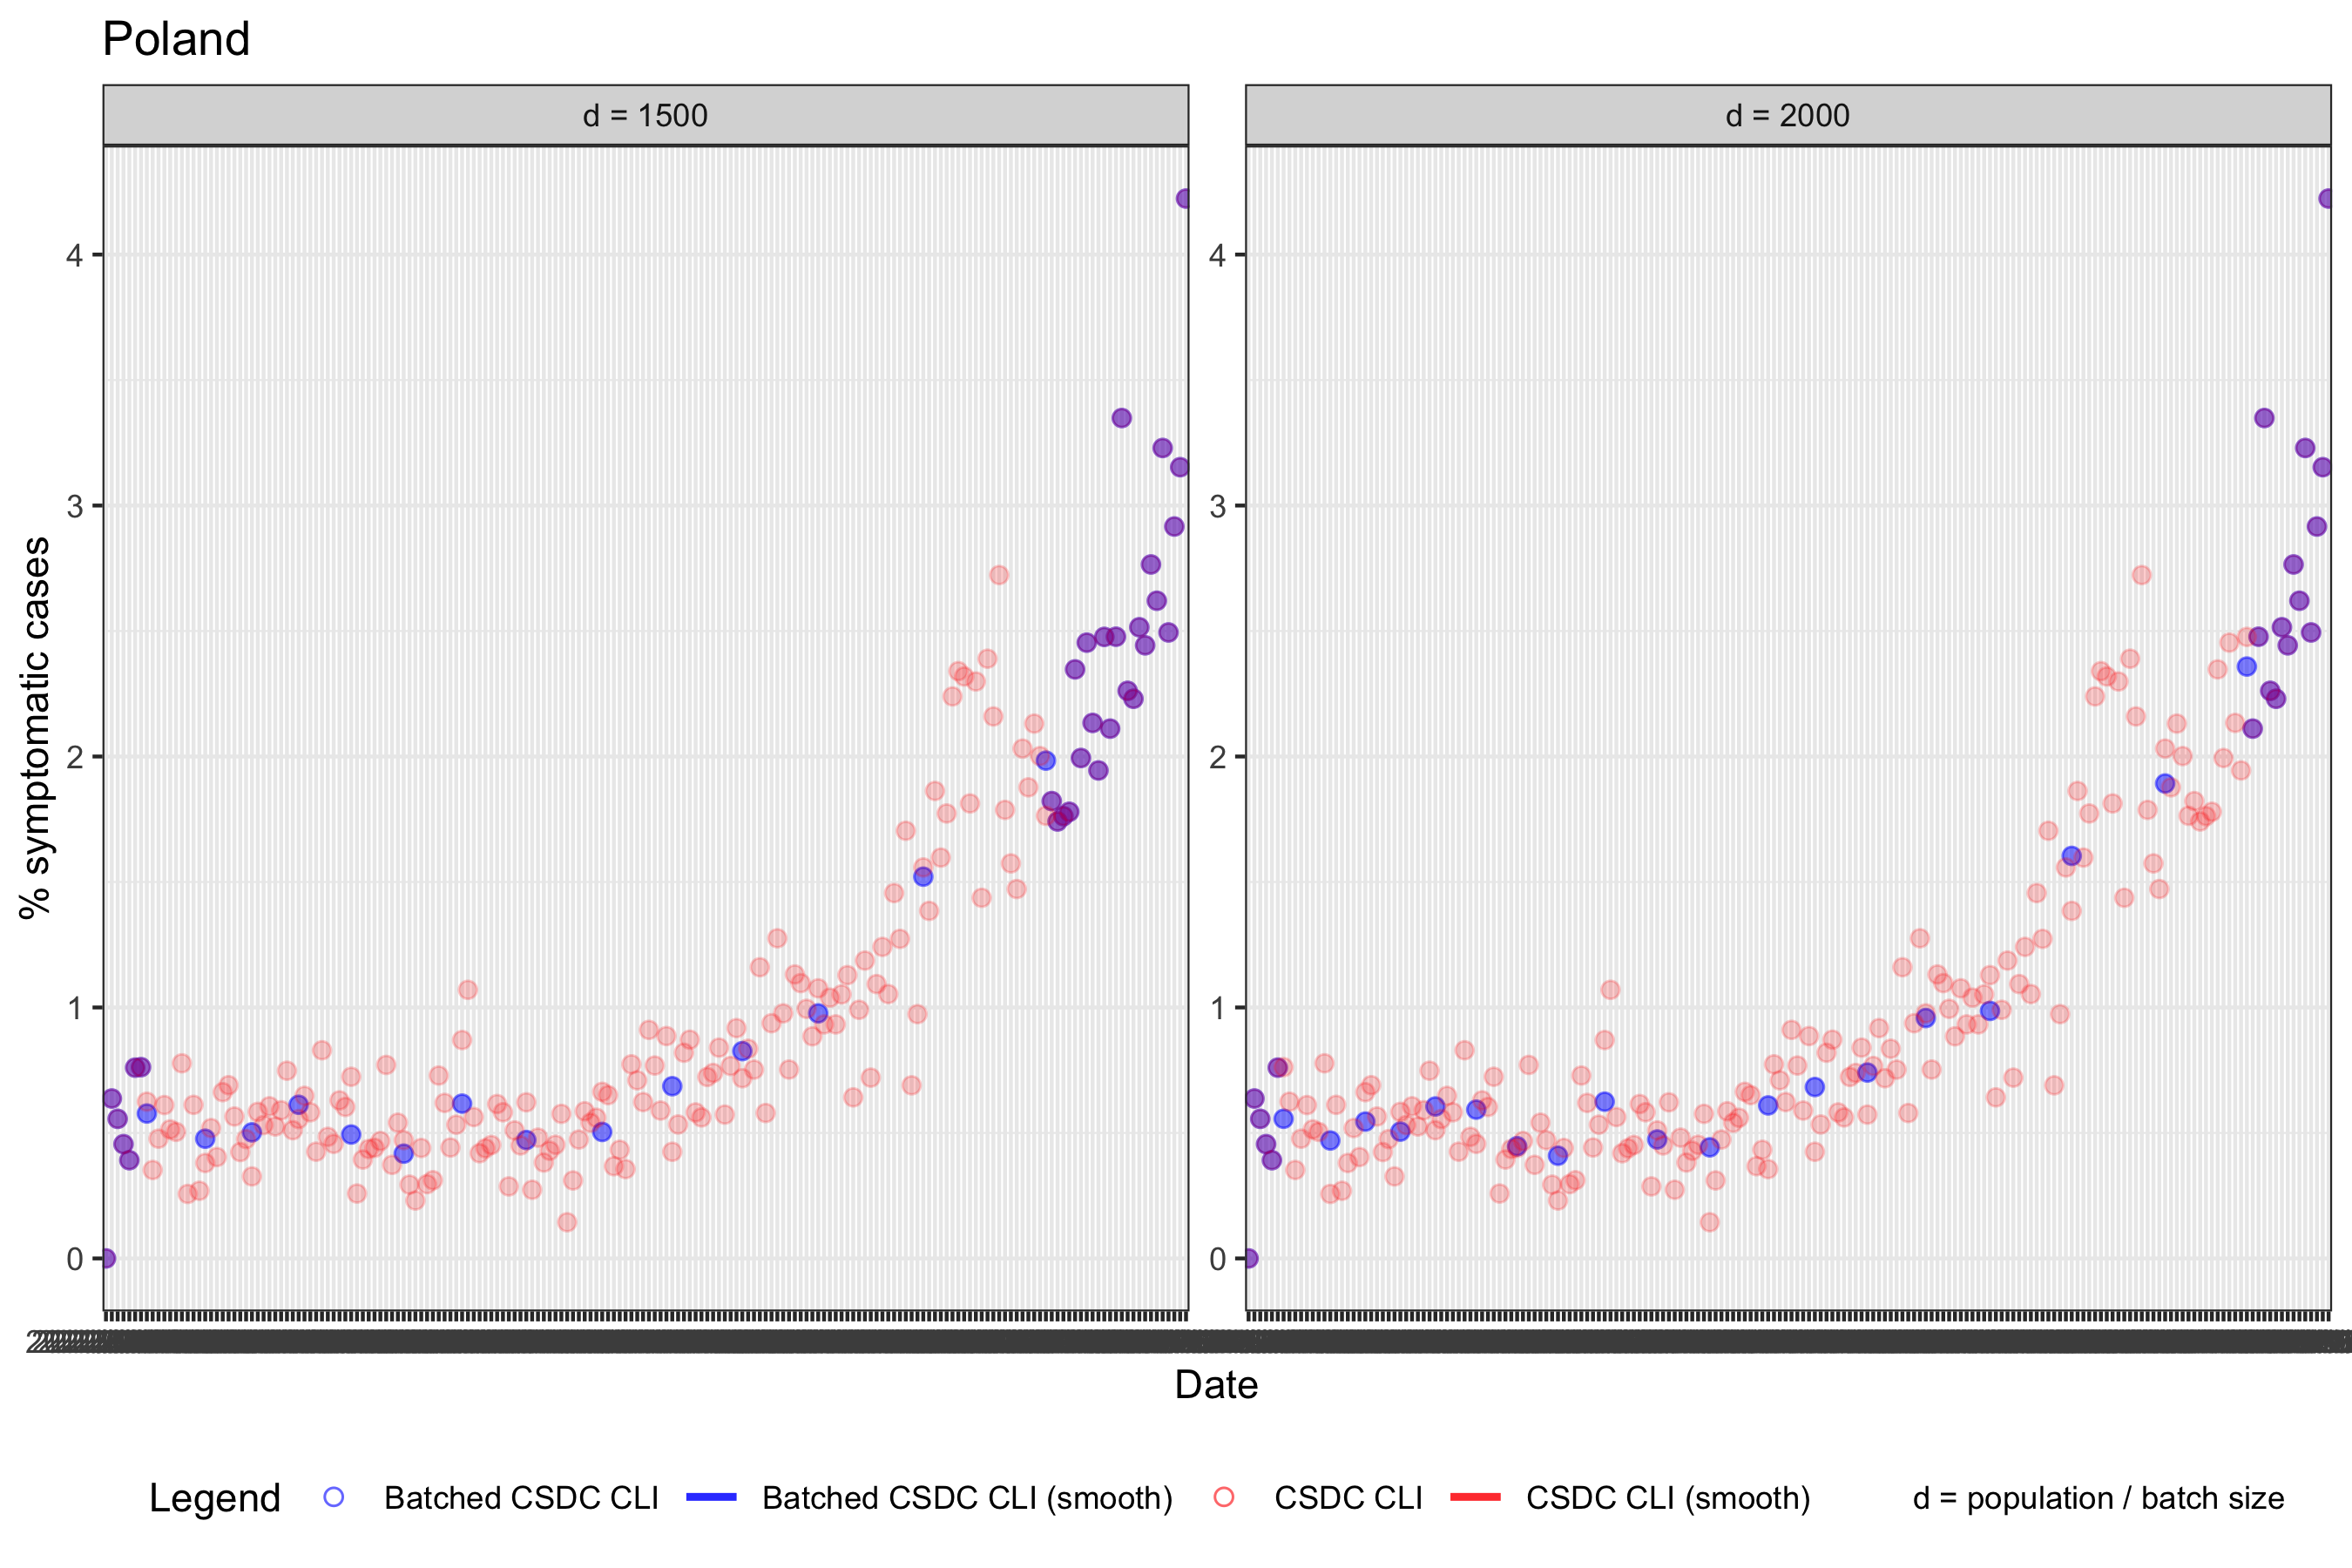 Poland
d = 1500
d = 2000
% symptomatic cases
4
3
2
1
0
4
3
2
1
0
Date
Legend
Batched CSDC CLI
Batched CSDC CLI (smooth)
CSDC CLI
CSDC CLI (smooth)
d = population / batch size